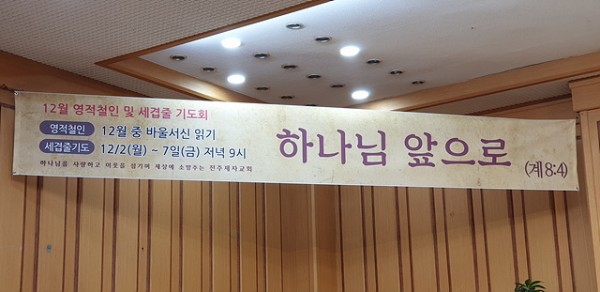 12월 영적철인 및 세겹줄 기도회
영적철인 12월 중 바울서신 읽기
세겹줄기도 12/2(월) ~ 7일(금) 저녁 9시
하나님을 사랑하고 이웃을 섬기며 세상에 소망주는 전주제자교회
하나님 앞으로 (계8:4)